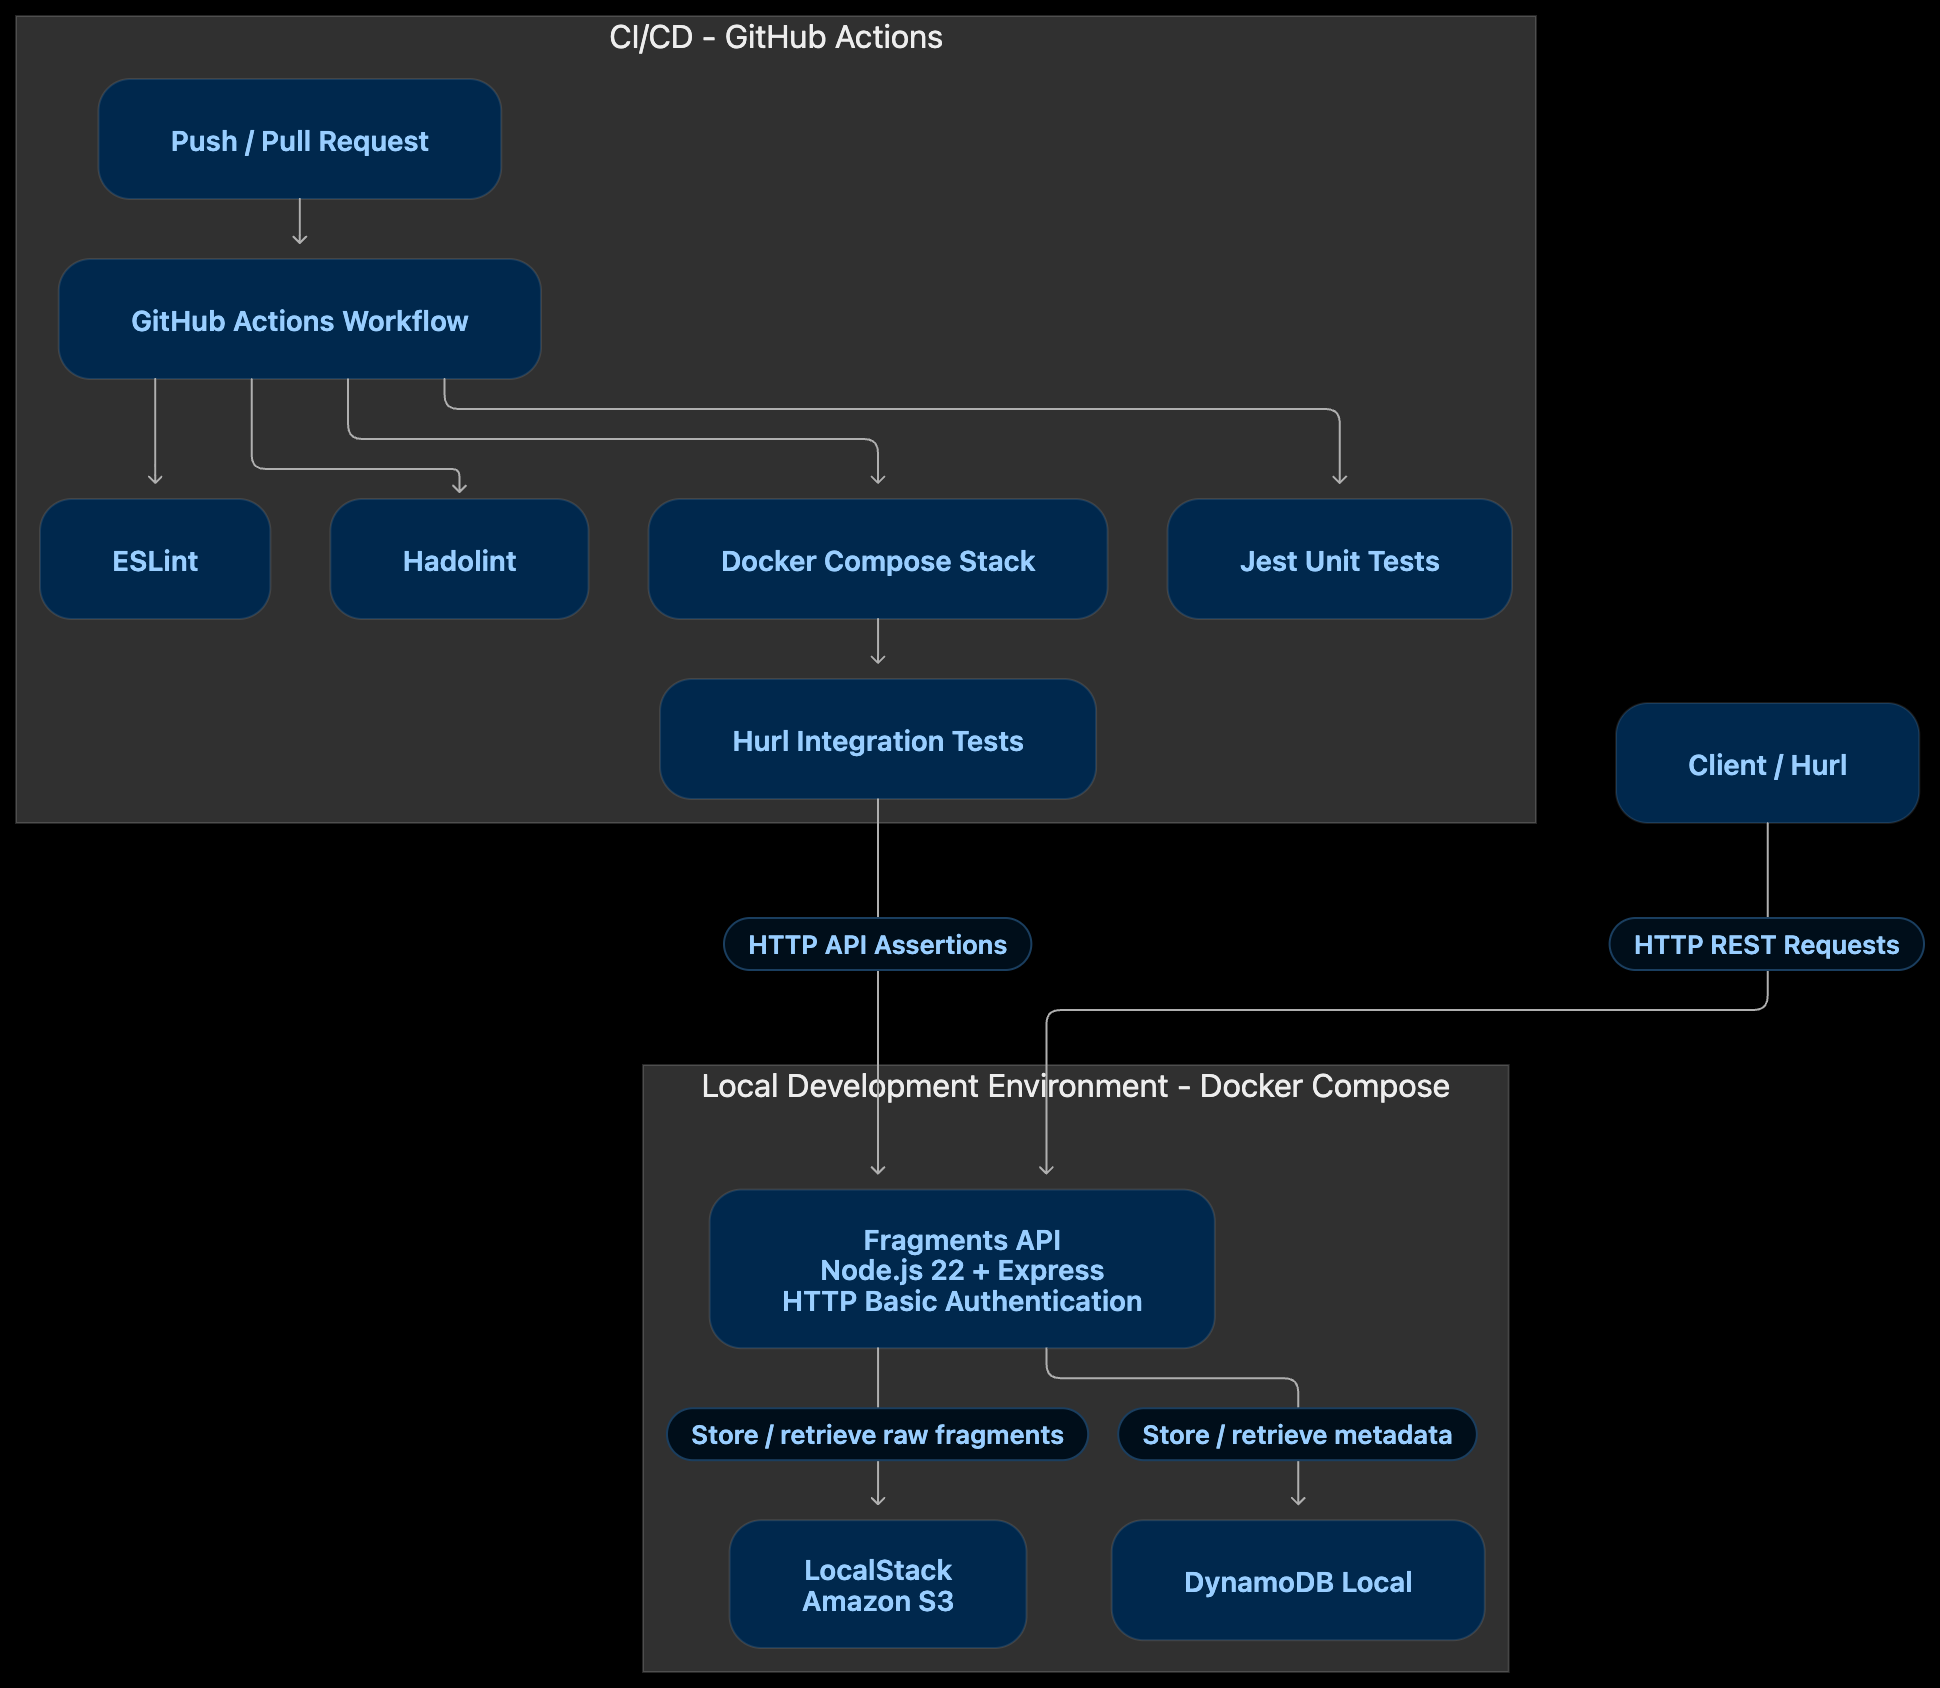 CI/CD - GitHub Actions
Push / Pull Request
GitHub Actions Workflow
ESLint
Hadolint
Docker Compose Stack
Jest Unit Tests
Hurl Integration Tests
Client / Hurl
HTTP API Assertions
HTTP REST Requests
Local Development Environment - Docker Compose
Fragments API
Node.js 22 + Express
HTTP Basic Authentication
Store / retrieve raw fragments
Store / retrieve metadata
LocalStack
Amazon S3
DynamoDB Local